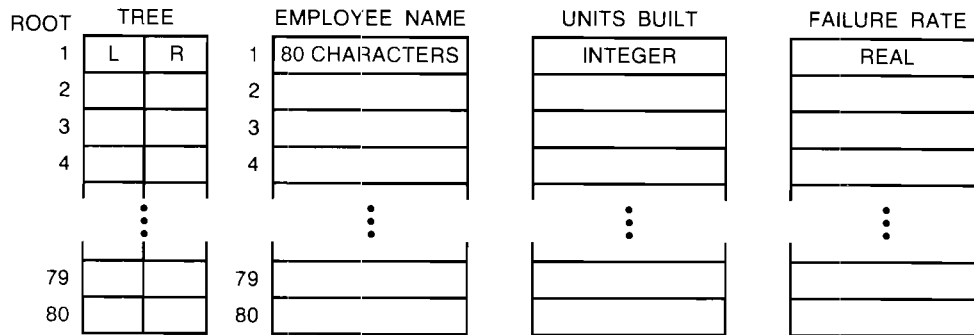 ROOT TREE EMPLOYEE NAME UNITS BUILT FAILURE RATE
1 L R 1 80 CHARACTERS INTEGER REAL
2 2
3 3
4 4
79 79
80 80